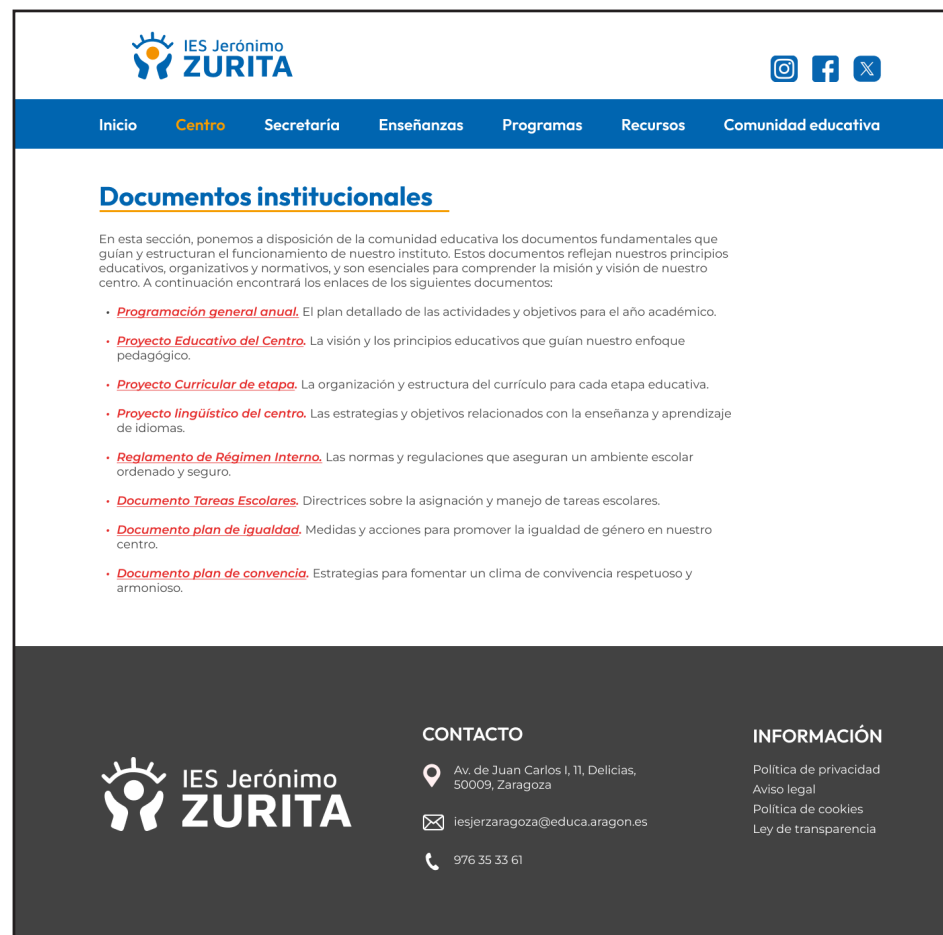 IES Jerónimo
ZURITA
Inicio Centro Secretaría Enseñanzas Programas Recursos Comunidad educativa
Documentos institucionales
En esta sección, ponemos a disposición de la comunidad educativa los documentos fundamentales que
guían y estructuran el funcionamiento de nuestro instituto. Estos documentos reflejan nuestros principios
educativos, organizativos y normativos, y son esenciales para comprender la misión y visión de nuestro
centro. A continuación encontrará los enlaces de los siguientes documentos:
• Programación general anual. El plan detallado de las actividades y objetivos para el año académico.
• Proyecto Educativo del Centro. La visión y los principios educativos que guían nuestro enfoque
pedagógico.
• Proyecto Curricular de etapa. La organización y estructura del currículo para cada etapa educativa.
• Proyecto lingüístico del centro. Las estrategias y objetivos relacionados con la enseñanza y aprendizaje
de idiomas.
• Reglamento de Régimen Interno. Las normas y regulaciones que aseguran un ambiente escolar
ordenado y seguro.
• Documento Tareas Escolares. Directrices sobre la asignación y manejo de tareas escolares.
• Documento plan de igualdad. Medidas y acciones para promover la igualdad de género en nuestro
centro.
• Documento plan de convencia. Estrategias para fomentar un clima de convivencia respetuoso y
armonioso.
IES Jerónimo
ZURITA
CONTACTO
Av. de Juan Carlos I, 11, Delicias,
50009, Zaragoza
iesjerzaragoza@educa.aragon.es
976 35 33 61
INFORMACIÓN
Política de privacidad
Aviso legal
Política de cookies
Ley de transparencia